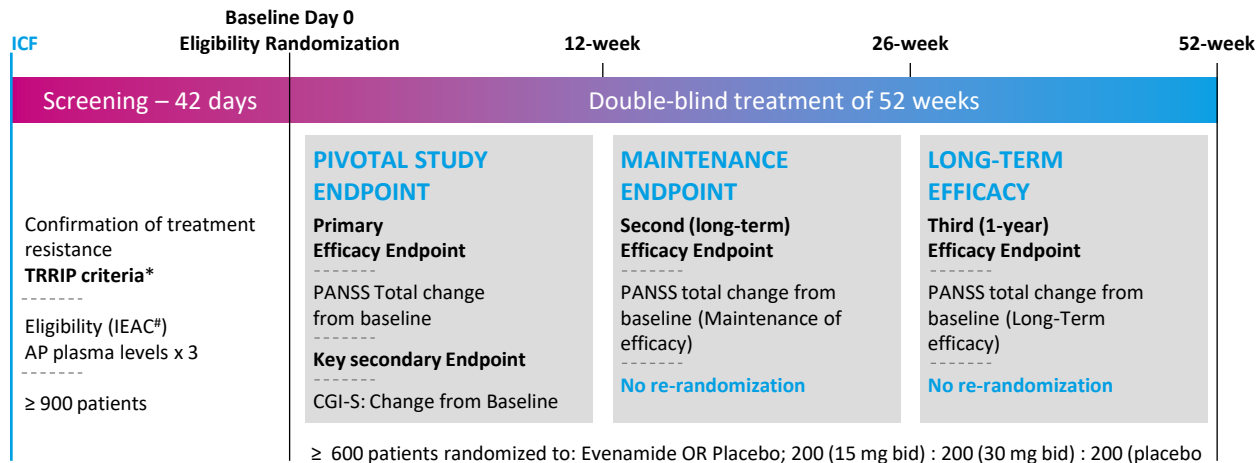 Baseline Day 0
ICF
Eligibility Randomization
12-week
26-week
52-week
Screening – 42 days
Double-blind treatment of 52 weeks
Confirmation of treatment
resistance
TRRIP criteria*
Eligibility (IEAC#)
AP plasma levels x 3
≥ 900 patients
PIVOTAL STUDY
ENDPOINT
Primary
Efficacy Endpoint
PANSS Total change
from baseline
Key secondary Endpoint
CGI-S: Change from Baseline
MAINTENANCE
ENDPOINT
Second (long-term)
Efficacy Endpoint
PANSS total change from
baseline (Maintenance of
efficacy)
No re-randomization
LONG-TERM
EFFICACY
Third (1-year)
Efficacy Endpoint
PANSS total change from
baseline (Long-Term
efficacy)
No re-randomization
≥ 600 patients randomized to: Evenamide OR Placebo; 200 (15 mg bid) : 200 (30 mg bid) : 200 (placebo